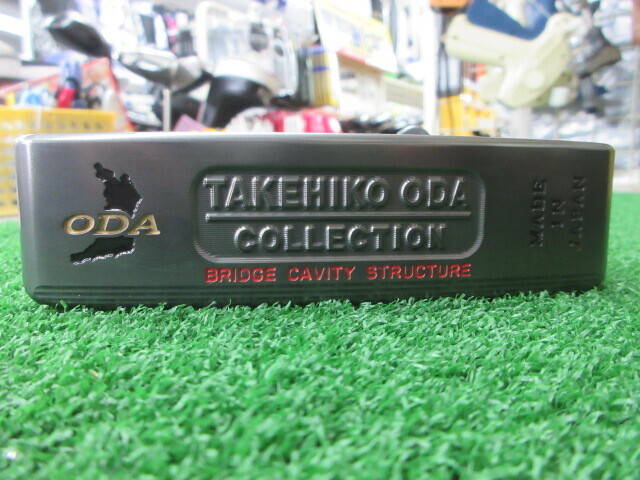 ODA
TAKEHIKO ODA
COLLECTION
BRIDGE CAVITY STRUCTURE
MADE
IN
JAPAN